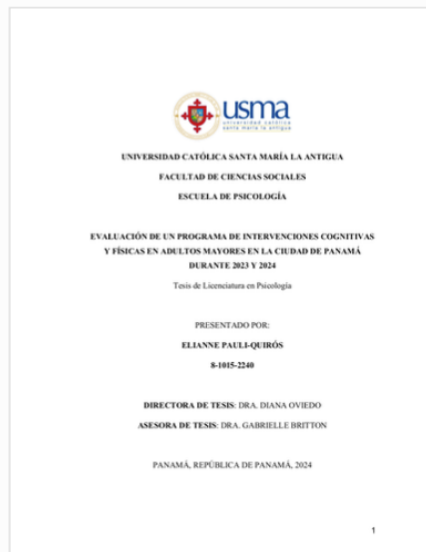 usma
universidad católica
santa maría la antigua
UNIVERSIDAD CATÓLICA SANTA MARÍA LA ANTIGUA
FACULTAD DE CIENCIAS SOCIALES
ESCUELA DE PSICOLOGÍA
EVALUACIÓN DE UN PROGRAMA DE INTERVENCIONES COGNITIVAS
Y FÍSICAS EN ADULTOS MAYORES EN LA CIUDAD DE PANAMÁ
DURANTE 2023 Y 2024
Tesis de Licenciatura en Psicología
PRESENTADO POR:
ELIANNE PAULI-QUIRÓS
8-1015-2240
DIRECTORA DE TESIS: DRA. DIANA OVIEDO
ASESORA DE TESIS: DRA. GABRIELLE BRITTON
PANAMÁ, REPÚBLICA DE PANAMÁ, 2024
1